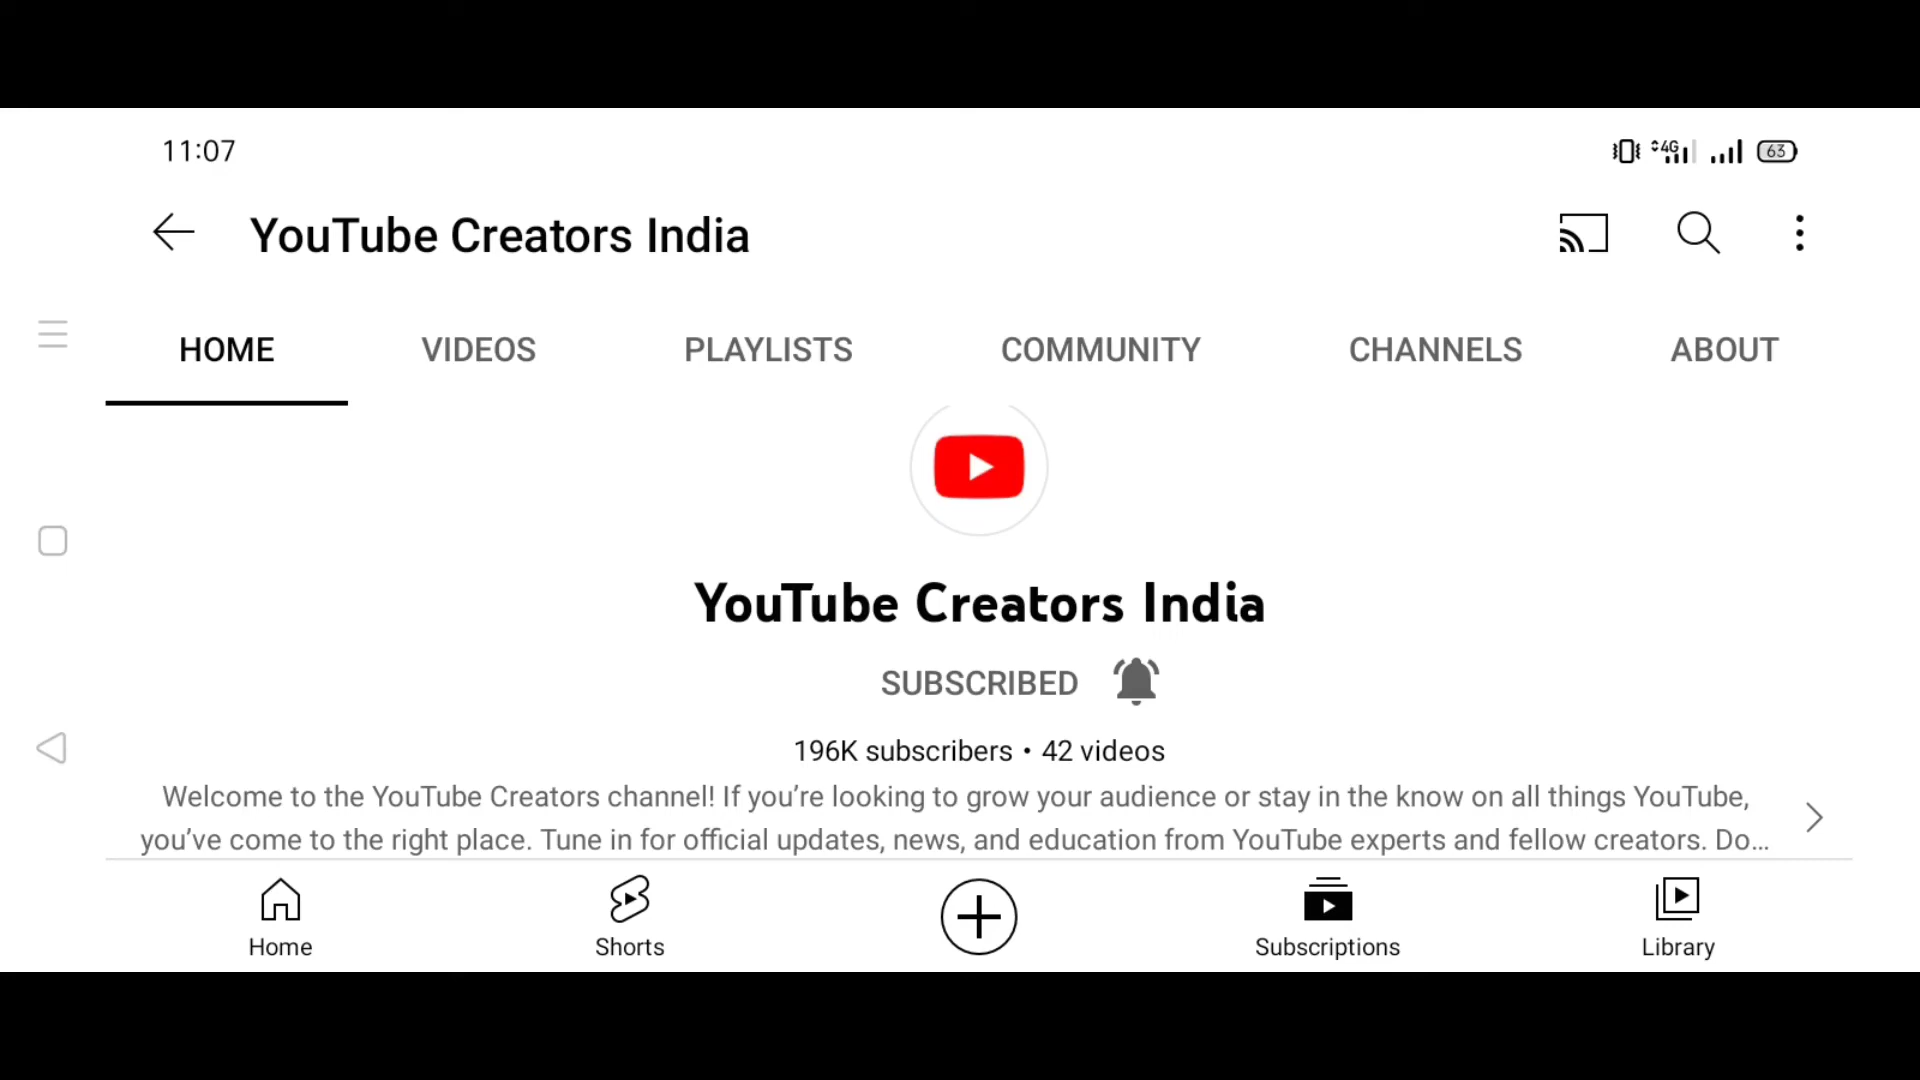 11:07
4G
63
YouTube Creators India
HOME VIDEOS PLAYLISTS COMMUNITY CHANNELS ABOUT
YouTube Creators India
SUBSCRIBED
196K subscribers • 42 videos
Welcome to the YouTube Creators channel! If you’re looking to grow your audience or stay in the know on all things YouTube,
you’ve come to the right place. Tune in for official updates, news, and education from YouTube experts and fellow creators. Do...
Home Shorts Subscriptions Library